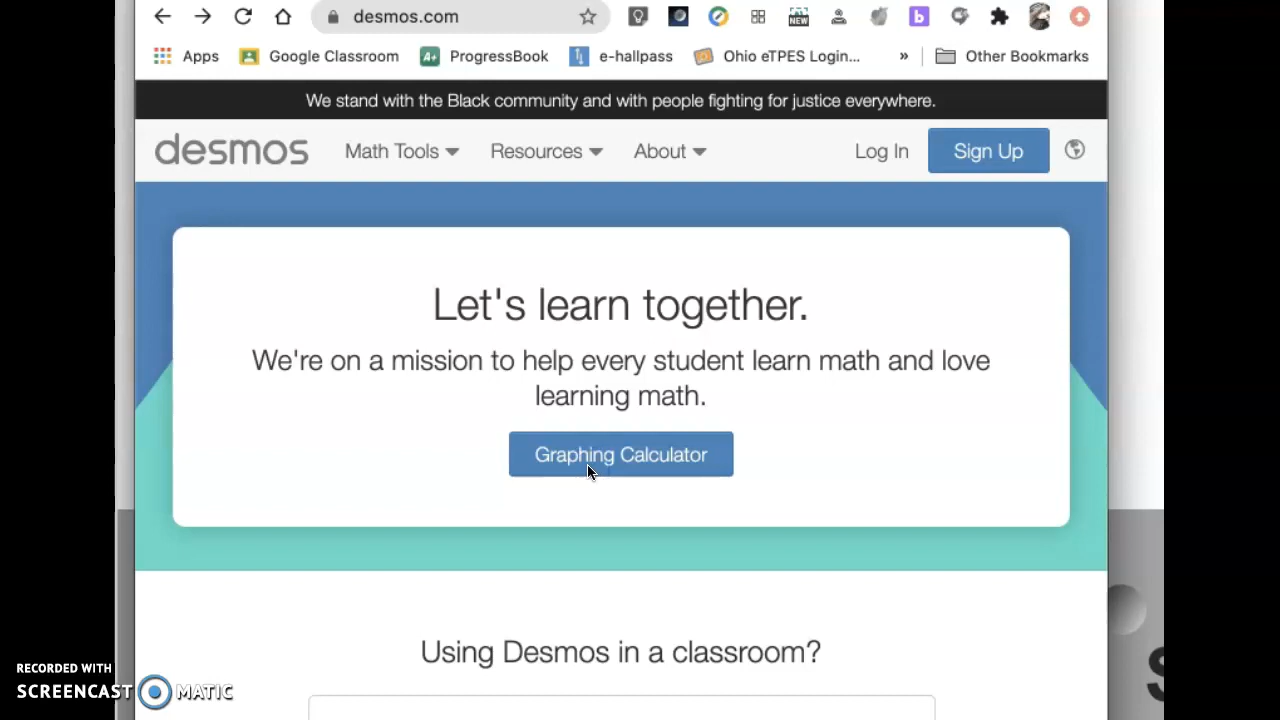 desmos.com
NEW
b
Apps
Google Classroom
A+
ProgressBook
e-hallpass
Ohio eTPES Login...
»
Other Bookmarks
We stand with the Black community and with people fighting for justice everywhere.
desmos
Math Tools
Resources
About
Log In
Sign Up
Let's learn together.
We're on a mission to help every student learn math and love
learning math.
Graphing Calculator
Using Desmos in a classroom?
RECORDED WITH
SCREENCAST MATIC
S